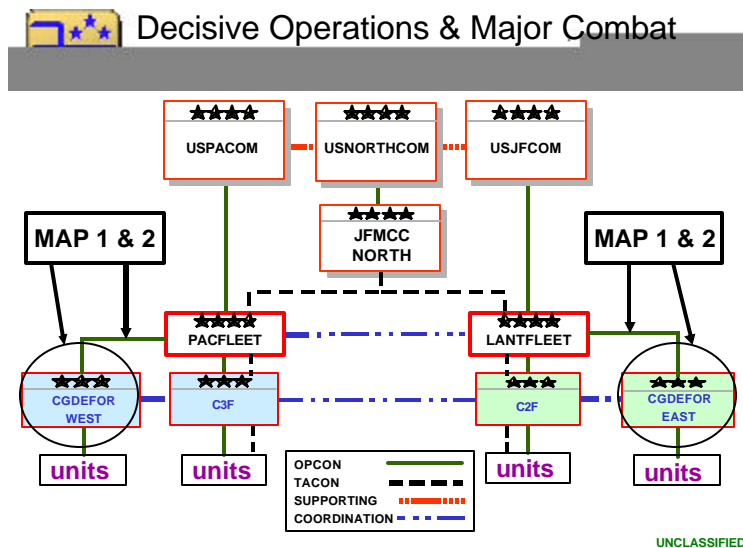 Decisive Operations & Major Combat
USPACOM
USNORTHCOM
USJFCOM
JFMCC
NORTH
MAP 1 & 2
MAP 1 & 2
PACFLEET
LANTFLEET
CGDEFOR
WEST
C3F
C2F
CGDEFOR
EAST
units
units
units
units
OPCON
TACON
SUPPORTING
COORDINATION
UNCLASSIFIED